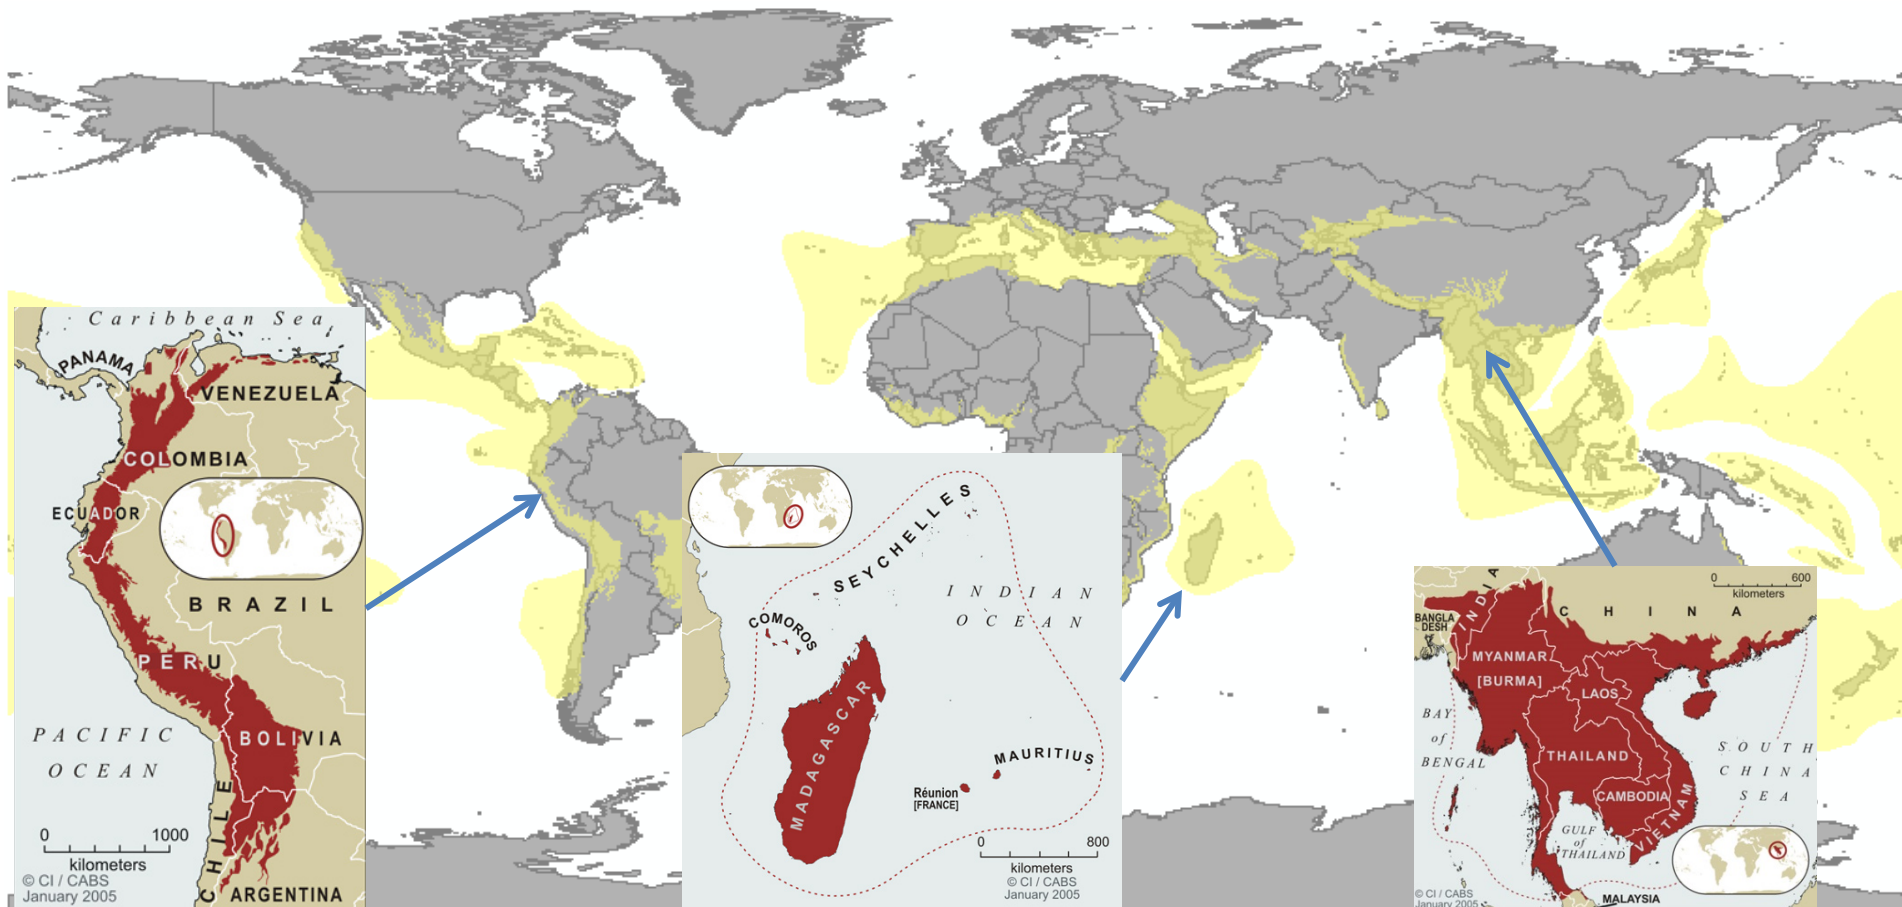 Caribbean Sea
PANAMA
VENEZUELA
COLOMBIA
ECUADOR
BRAZIL
PERU
PACIFIC
OCEAN
BOLIVIA
CHILE
0 1000
kilometers
© CI / CABS
January 2005
ARGENTINA
SEYCHELLES
INDIAN
OCEAN
COMOROS
MADAGASCAR
MAURITIUS
Réunion
[FRANCE]
0 800
kilometers
© CI / CABS
January 2005
0 600
kilometers
INDIA
CHINA
BANGLA
DESH
MYANMAR
[BURMA]
LAOS
BAY
of
BENGAL
THAILAND
SOUTH
CHINA
SEA
CAMBODIA
VIETNAM
GULF
of
THAILAND
© CI / CABS
January 2005
MALAYSIA